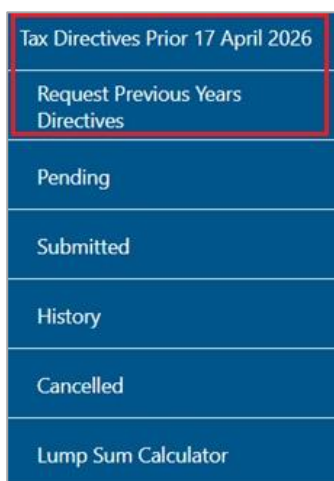 Tax Directives Prior 17 April 2026
Request Previous Years
Directives
Pending
Submitted
History
Cancelled
Lump Sum Calculator